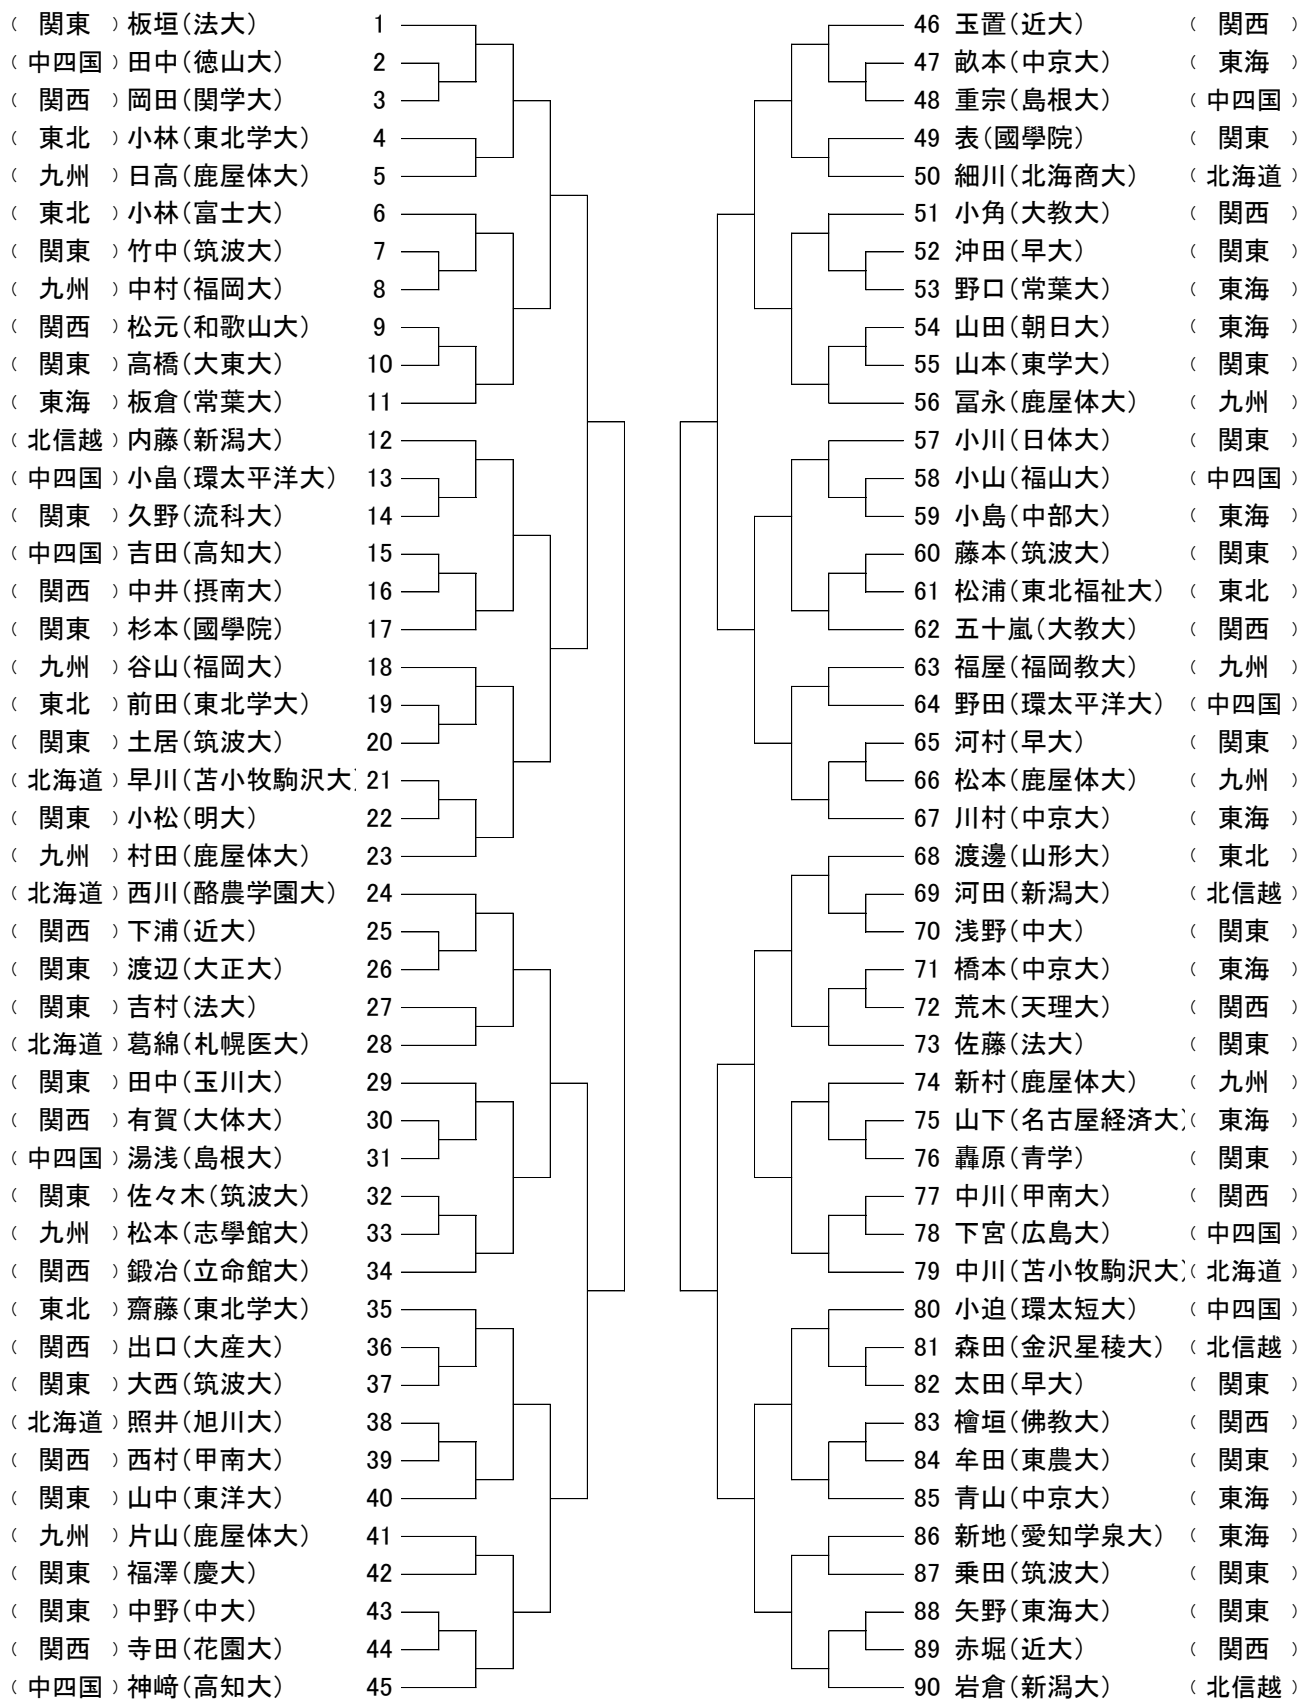 （ 関東 ）板垣（法大） 1
（中四国）田中（徳山大） 2
（ 関西 ）岡田（関学大） 3
（ 東北 ）小林（東北学大） 4
（ 九州 ）日高（鹿屋体大） 5
（ 東北 ）小林（富士大） 6
（ 関東 ）竹中（筑波大） 7
（ 九州 ）中村（福岡大） 8
（ 関西 ）松元（和歌山大） 9
（ 関東 ）高橋（大東大） 10
（ 東海 ）板倉（常葉大） 11
（北信越）内藤（新潟大） 12
（中四国）小畠（環太平洋大） 13
（ 関東 ）久野（流科大） 14
（中四国）吉田（高知大） 15
（ 関西 ）中井（摂南大） 16
（ 関東 ）杉本（國學院） 17
（ 九州 ）谷山（福岡大） 18
（ 東北 ）前田（東北学大） 19
（ 関東 ）土居（筑波大） 20
（北海道）早川（苫小牧駒沢大） 21
（ 関東 ）小松（明大） 22
（ 九州 ）村田（鹿屋体大） 23
（北海道）西川（酪農学園大） 24
（ 関西 ）下浦（近大） 25
（ 関東 ）渡辺（大正大） 26
（ 関東 ）吉村（法大） 27
（北海道）葛綿（札幌医大） 28
（ 関東 ）田中（玉川大） 29
（ 関西 ）有賀（大体大） 30
（中四国）湯浅（島根大） 31
（ 関東 ）佐々木（筑波大） 32
（ 九州 ）松本（志學館大） 33
（ 関西 ）鍛冶（立命館大） 34
（ 東北 ）齋藤（東北学大） 35
（ 関西 ）出口（大産大） 36
（ 関東 ）大西（筑波大） 37
（北海道）照井（旭川大） 38
（ 関西 ）西村（甲南大） 39
（ 関東 ）山中（東洋大） 40
（ 九州 ）片山（鹿屋体大） 41
（ 関東 ）福澤（慶大） 42
（ 関東 ）中野（中大） 43
（ 関西 ）寺田（花園大） 44
（中四国）神﨑（高知大） 45
46 玉置（近大） （ 関西 ）
47 畝本（中京大） （ 東海 ）
48 重宗（島根大） （中四国）
49 表（國學院） （ 関東 ）
50 細川（北海商大） （北海道）
51 小角（大教大） （ 関西 ）
52 沖田（早大） （ 関東 ）
53 野口（常葉大） （ 東海 ）
54 山田（朝日大） （ 東海 ）
55 山本（東学大） （ 関東 ）
56 冨永（鹿屋体大） （ 九州 ）
57 小川（日体大） （ 関東 ）
58 小山（福山大） （中四国）
59 小島（中部大） （ 東海 ）
60 藤本（筑波大） （ 関東 ）
61 松浦（東北福祉大） （ 東北 ）
62 五十嵐（大教大） （ 関西 ）
63 福屋（福岡教大） （ 九州 ）
64 野田（環太平洋大） （中四国）
65 河村（早大） （ 関東 ）
66 松本（鹿屋体大） （ 九州 ）
67 川村（中京大） （ 東海 ）
68 渡邊（山形大） （ 東北 ）
69 河田（新潟大） （北信越）
70 浅野（中大） （ 関東 ）
71 橋本（中京大） （ 東海 ）
72 荒木（天理大） （ 関西 ）
73 佐藤（法大） （ 関東 ）
74 新村（鹿屋体大） （ 九州 ）
75 山下（名古屋経済大） （ 東海 ）
76 轟原（青学） （ 関東 ）
77 中川（甲南大） （ 関西 ）
78 下宮（広島大） （中四国）
79 中川（苫小牧駒沢大） （北海道）
80 小迫（環太短大） （中四国）
81 森田（金沢星稜大） （北信越）
82 太田（早大） （ 関東 ）
83 檜垣（佛教大） （ 関西 ）
84 牟田（東農大） （ 関東 ）
85 青山（中京大） （ 東海 ）
86 新地（愛知学泉大） （ 東海 ）
87 乗田（筑波大） （ 関東 ）
88 矢野（東海大） （ 関東 ）
89 赤堀（近大） （ 関西 ）
90 岩倉（新潟大） （北信越）